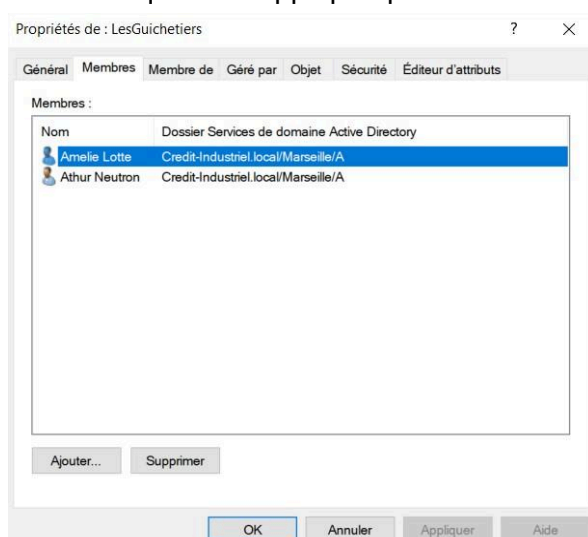 Propriétés de : LesGuichetiers ? X
Général Membres Membre de Géré par Objet Sécurité Éditeur d'attributs
Membres :
Nom Dossier Services de domaine Active Directory
Amelie Lotte Credit-Industriel.local/Marseille/A
Athur Neutron Credit-Industriel.local/Marseille/A
Ajouter... Supprimer
OK Annuler Appliquer Aide